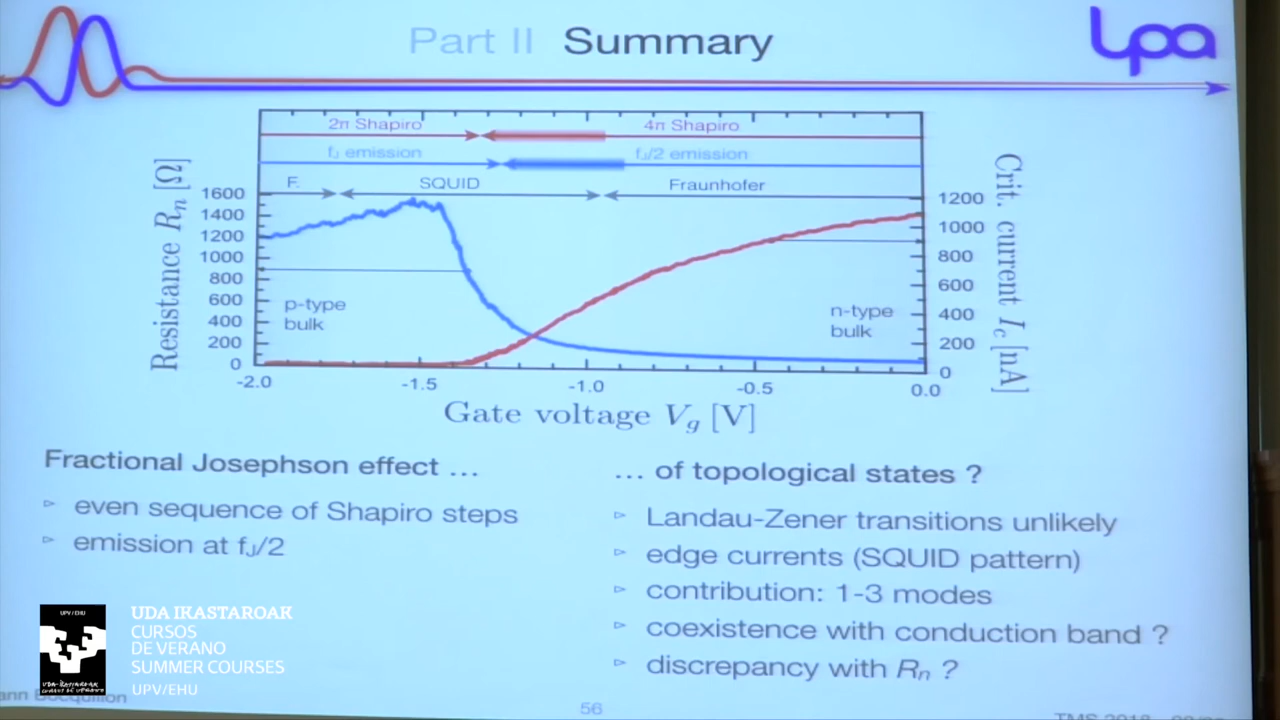 Part II Summary
lpa
2π Shapiro
4π Shapiro
fJ emission
fJ/2 emission
F.
SQUID
Fraunhofer
Resistance Rn [Ω]
1600
1400
1200
1000
800
600
400
200
0
p-type
bulk
n-type
bulk
1200
1000
800
600
400
200
0
Crit. current Ic [nA]
-2.0
-1.5
-1.0
-0.5
0.0
Gate voltage Vg [V]
Fractional Josephson effect …
▹ even sequence of Shapiro steps
▹ emission at fJ/2
… of topological states ?
▹ Landau-Zener transitions unlikely
▹ edge currents (SQUID pattern)
▹ contribution: 1-3 modes
▹ coexistence with conduction band ?
▹ discrepancy with Rn ?
UPV / EHU
UDA IKASTAROAK
CURSOS
DE VERANO
SUMMER COURSES
UPV/EHU
56
TMS 2018